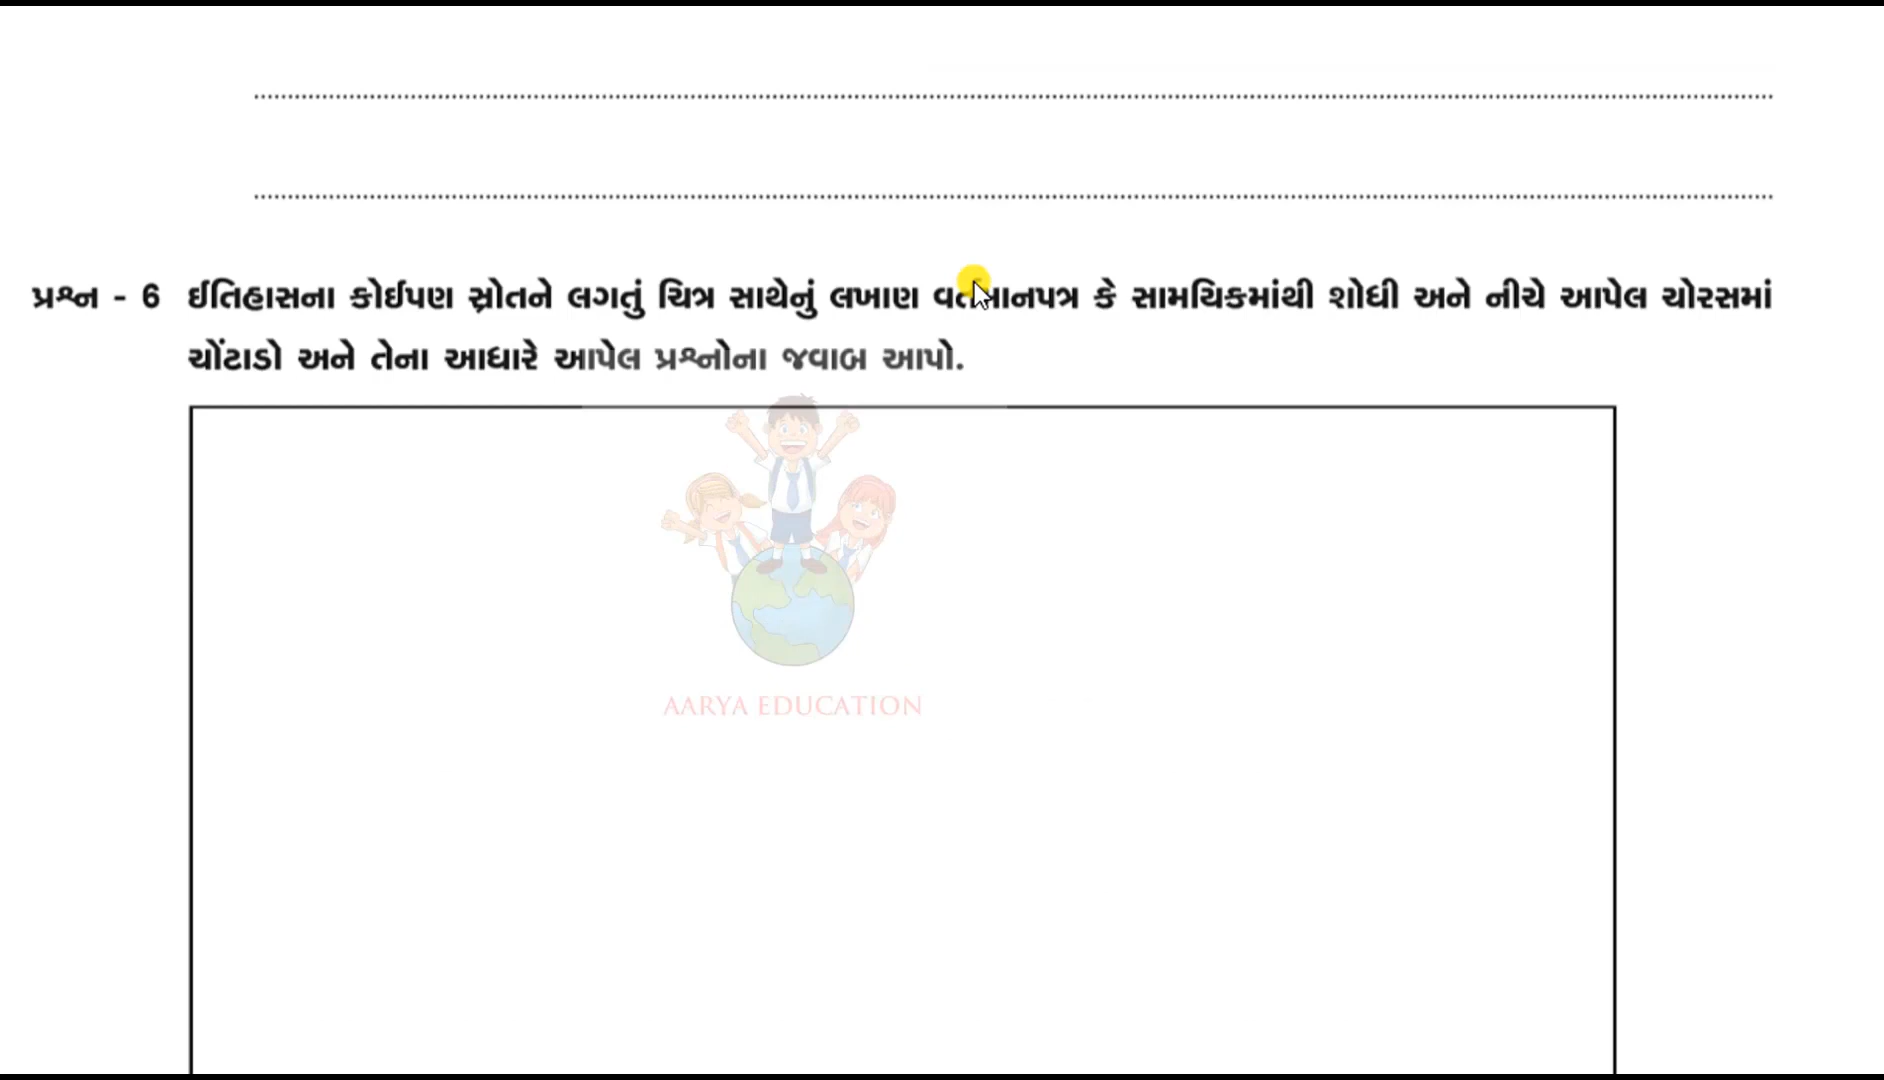 પ્રશ્ન - 6 ઈતિહાસના કોઈપણ સ્રોતને લગતું ચિત્ર સાથેનું લખાણ વર્તમાનપત્ર કે સામયિકમાંથી શોધી અને નીચે આપેલ ચોરસમાં
ચોંટાડો અને તેના આધારે આપેલ પ્રશ્નોના જવાબ આપો.
AARYA EDUCATION